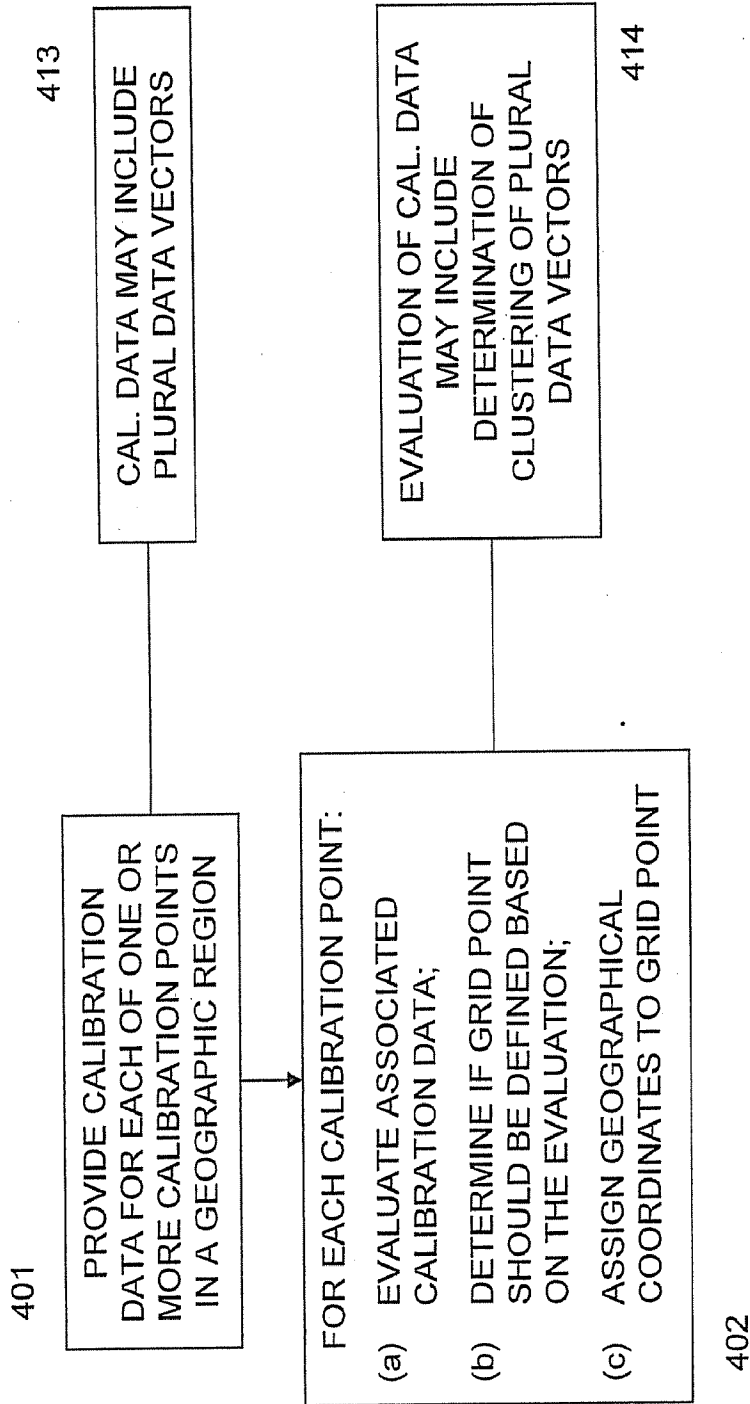 401
PROVIDE CALIBRATION
DATA FOR EACH OF ONE OR
MORE CALIBRATION POINTS
IN A GEOGRAPHIC REGION
413
CAL. DATA MAY INCLUDE
PLURAL DATA VECTORS
FOR EACH CALIBRATION POINT:
(a) EVALUATE ASSOCIATED
CALIBRATION DATA;
(b) DETERMINE IF GRID POINT
SHOULD BE DEFINED BASED
ON THE EVALUATION;
(c) ASSIGN GEOGRAPHICAL
COORDINATES TO GRID POINT
402
EVALUATION OF CAL. DATA
MAY INCLUDE
DETERMINATION OF
CLUSTERING OF PLURAL
DATA VECTORS
414